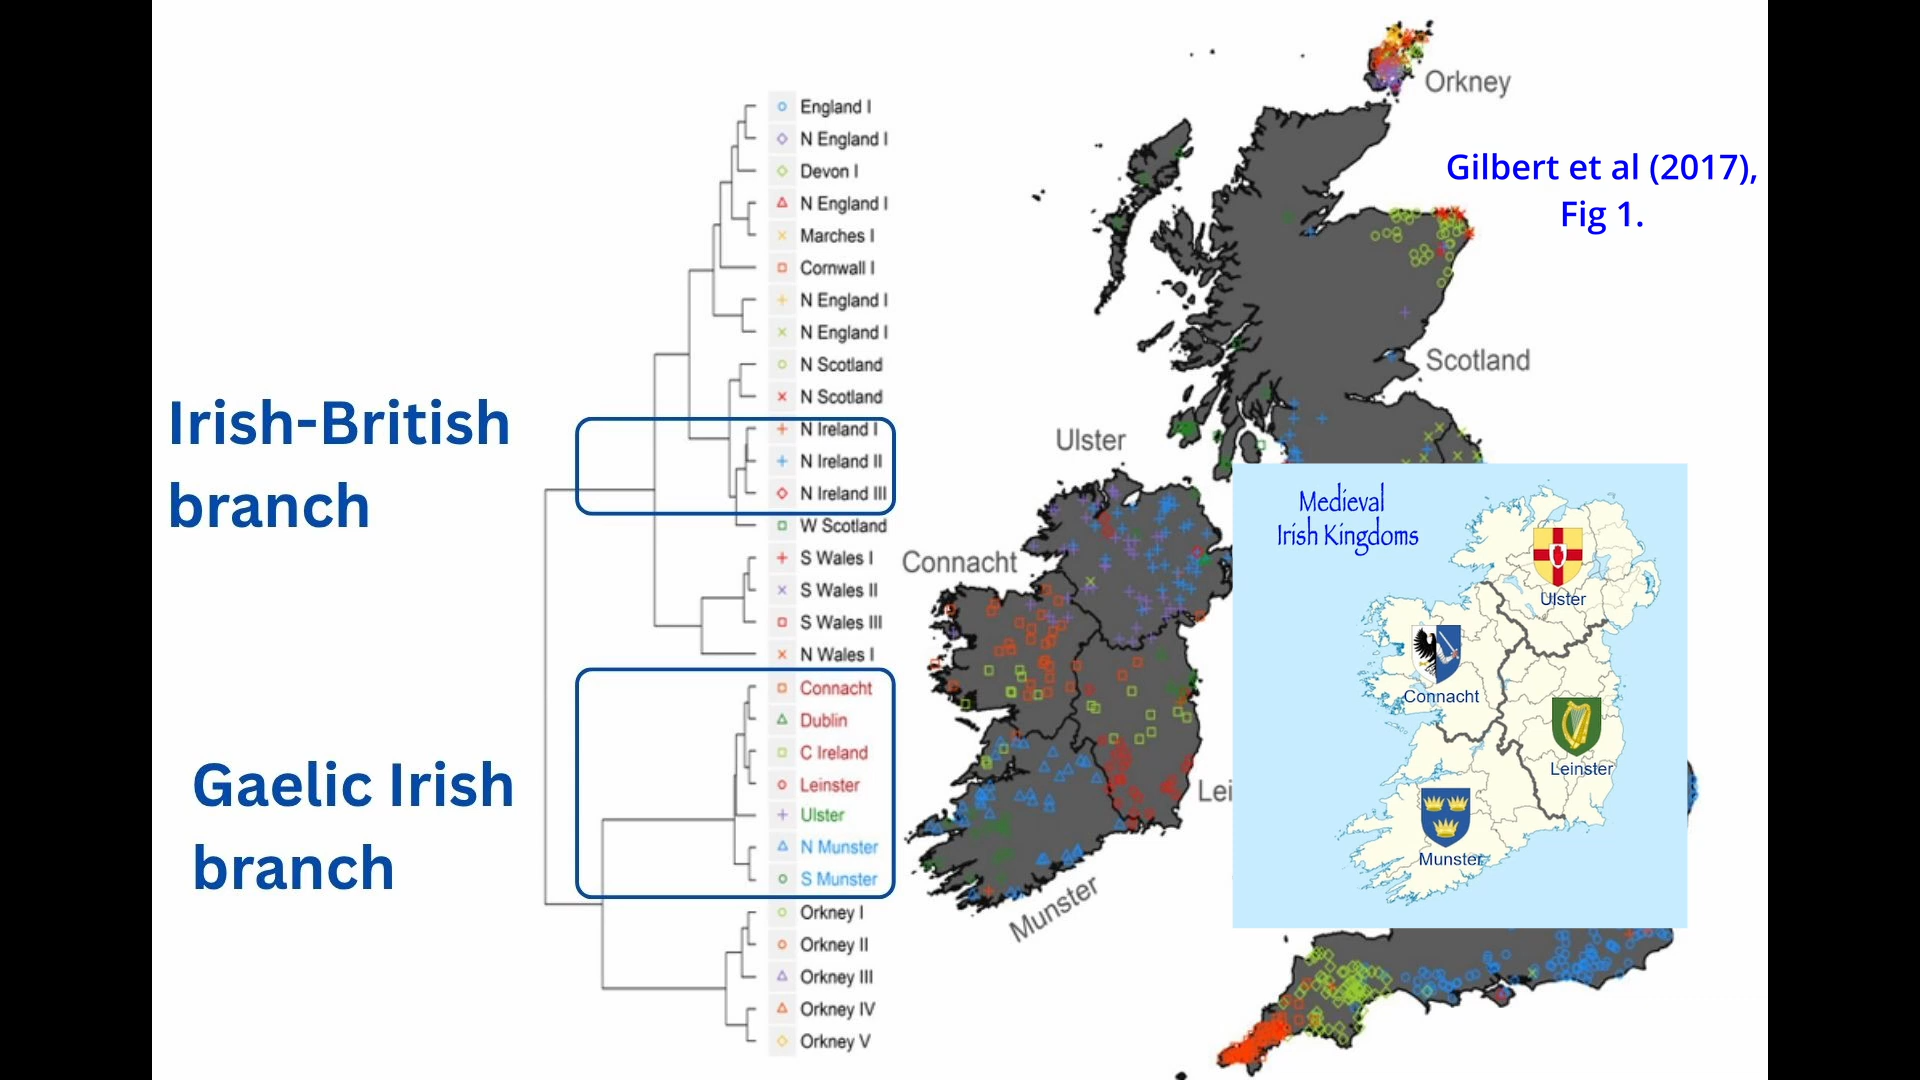 Irish-British
branch
Gaelic Irish
branch
England I
N England I
Devon I
N England I
Marches I
Cornwall I
N England I
N England I
N Scotland
N Scotland
N Ireland I
N Ireland II
N Ireland III
W Scotland
S Wales I
S Wales II
S Wales III
N Wales I
Connacht
Dublin
C Ireland
Leinster
Ulster
N Munster
S Munster
Orkney I
Orkney II
Orkney III
Orkney IV
Orkney V
Orkney
Gilbert et al (2017),
Fig 1.
Scotland
Ulster
Connacht
Lei
Munster
Medieval
Irish Kingdoms
Ulster
Connacht
Leinster
Munster